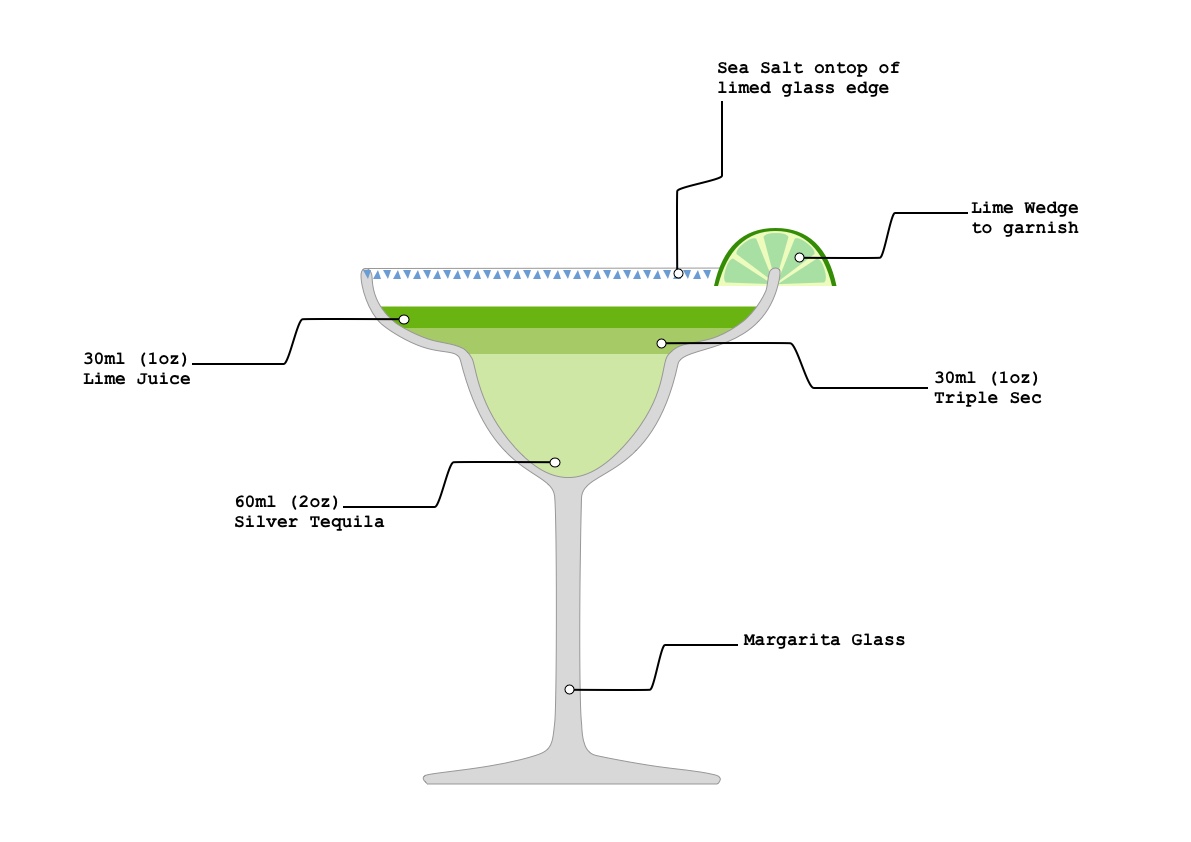 Sea Salt ontop of
limed glass edge
Lime Wedge
to garnish
30ml (1oz)
Lime Juice
30ml (1oz)
Triple Sec
60ml (2oz)
Silver Tequila
Margarita Glass